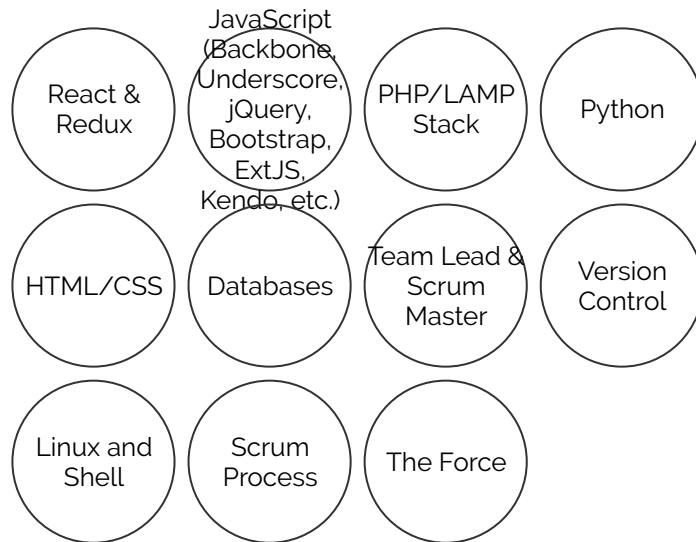 React &
Redux
JavaScript
(Backbone,
Underscore,
jQuery,
Bootstrap,
ExtJS,
Kendo, etc.)
PHP/LAMP
Stack
Python
HTML/CSS
Databases
Team Lead &
Scrum
Master
Version
Control
Linux and
Shell
Scrum
Process
The Force